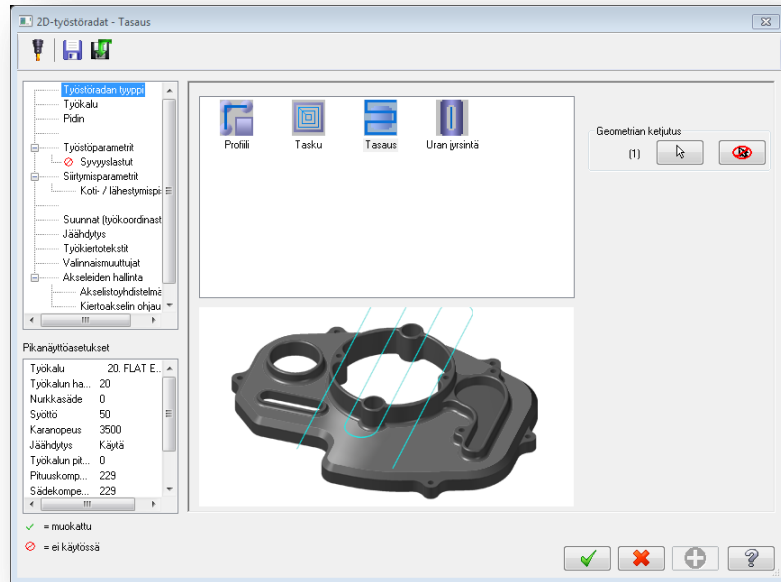 2D-työstöradat - Tasaus
Työstöradan tyyppi
Työkalu
Pidin
Työstöparametrit
Syvyyslastut
Siirtymisparametrit
Koti- / lähestymispi
Suunnat (työkoordinast
Jäähdytys
Työkiertotekstit
Valinnaismuuttujat
Akseleiden hallinta
Akselistoyhdistelmä
Kiertoakselin ohjau
Profiili
Tasku
Tasaus
Uran jyrsintä
Geometrian ketjutus
(1)
Pikanäyttöasetukset
Työkalu 20. FLAT E...
Työkalun ha... 20
Nurkkasäde 0
Syöttö 50
Karanopeus 3500
Jäähdytys Käytä
Työkalun pit... 0
Pituuskomp... 229
Sädekompe... 229
= muokattu
= ei käytössä